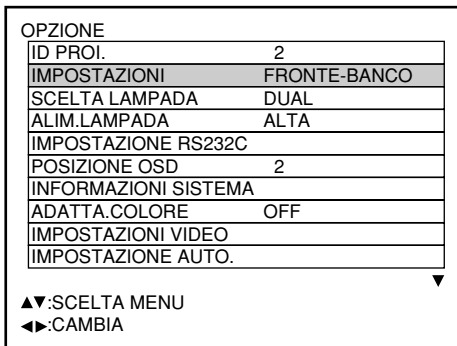 OPZIONE
ID PROI. 2
IMPOSTAZIONI FRONTE-BANCO
SCELTA LAMPADA DUAL
ALIM.LAMPADA ALTA
IMPOSTAZIONE RS232C
POSIZIONE OSD 2
INFORMAZIONI SISTEMA
ADATTA.COLORE OFF
IMPOSTAZIONI VIDEO
IMPOSTAZIONE AUTO.
▼
▲▼:SCELTA MENU
◀▶:CAMBIA